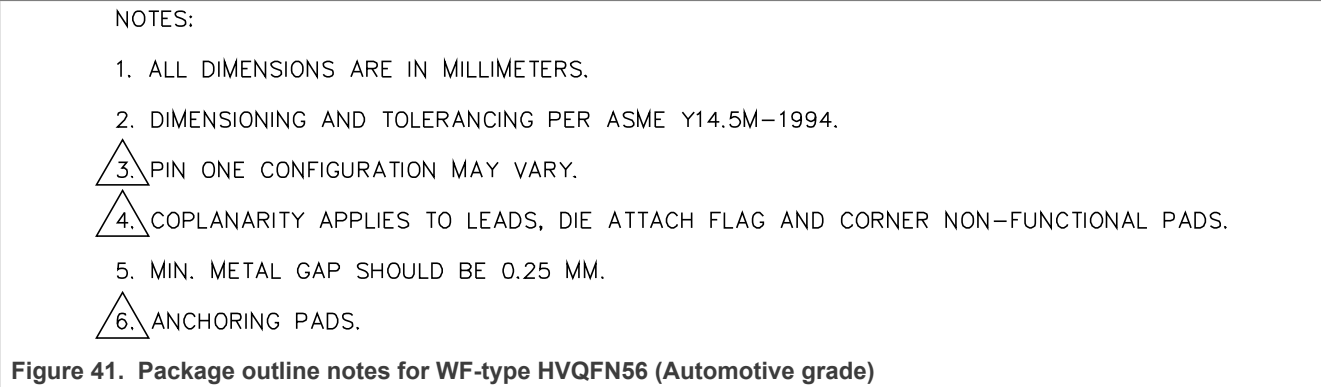 NOTES:
1. ALL DIMENSIONS ARE IN MILLIMETERS.
2. DIMENSIONING AND TOLERANCING PER ASME Y14.5M–1994.
3. PIN ONE CONFIGURATION MAY VARY.
4. COPLANARITY APPLIES TO LEADS, DIE ATTACH FLAG AND CORNER NON–FUNCTIONAL PADS.
5. MIN. METAL GAP SHOULD BE 0.25 MM.
6. ANCHORING PADS.
Figure 41. Package outline notes for WF-type HVQFN56 (Automotive grade)